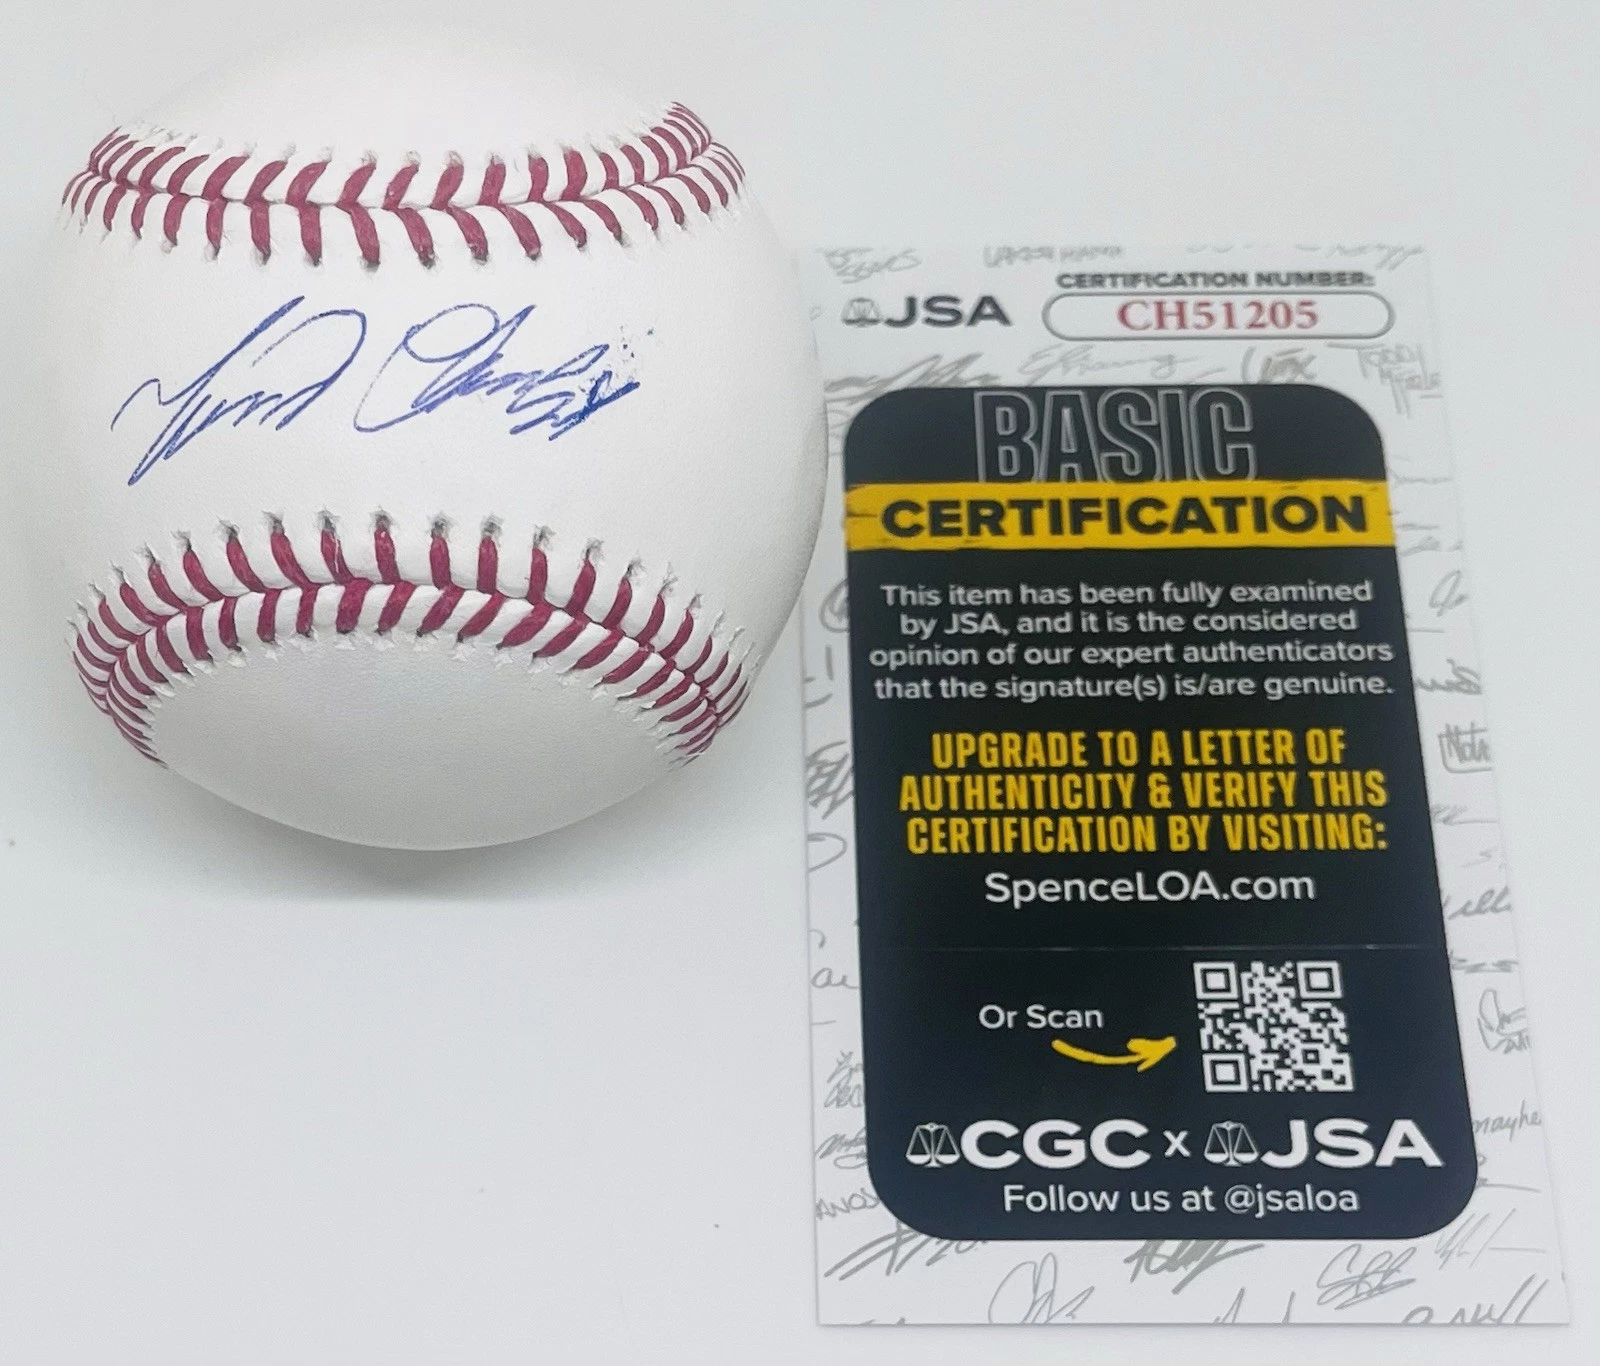 JSA
CERTIFICATION NUMBER:
CH51205
BASIC
CERTIFICATION
This item has been fully examined
by JSA, and it is the considered
opinion of our expert authenticators
that the signature(s) is/are genuine.
UPGRADE TO A LETTER OF
AUTHENTICITY & VERIFY THIS
CERTIFICATION BY VISITING:
SpenceLOA.com
Or Scan
CGC x JSA
Follow us at @jsaloa